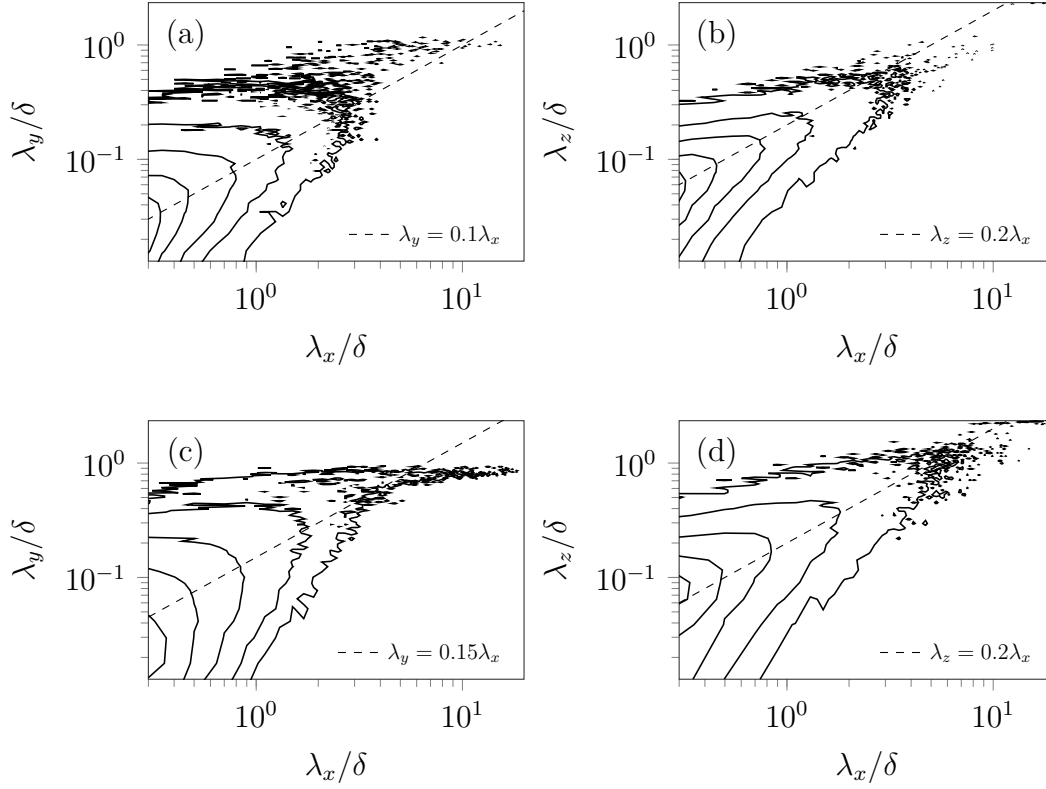 (a)
10^0
10^{-1}
λ_y/δ
10^0
10^1
λ_x/δ
λ_y = 0.1λ_x
(b)
10^0
10^{-1}
λ_z/δ
10^0
10^1
λ_x/δ
λ_z = 0.2λ_x
(c)
10^0
10^{-1}
λ_y/δ
10^0
10^1
λ_x/δ
λ_y = 0.15λ_x
(d)
10^0
10^{-1}
λ_z/δ
10^0
10^1
λ_x/δ
λ_z = 0.2λ_x